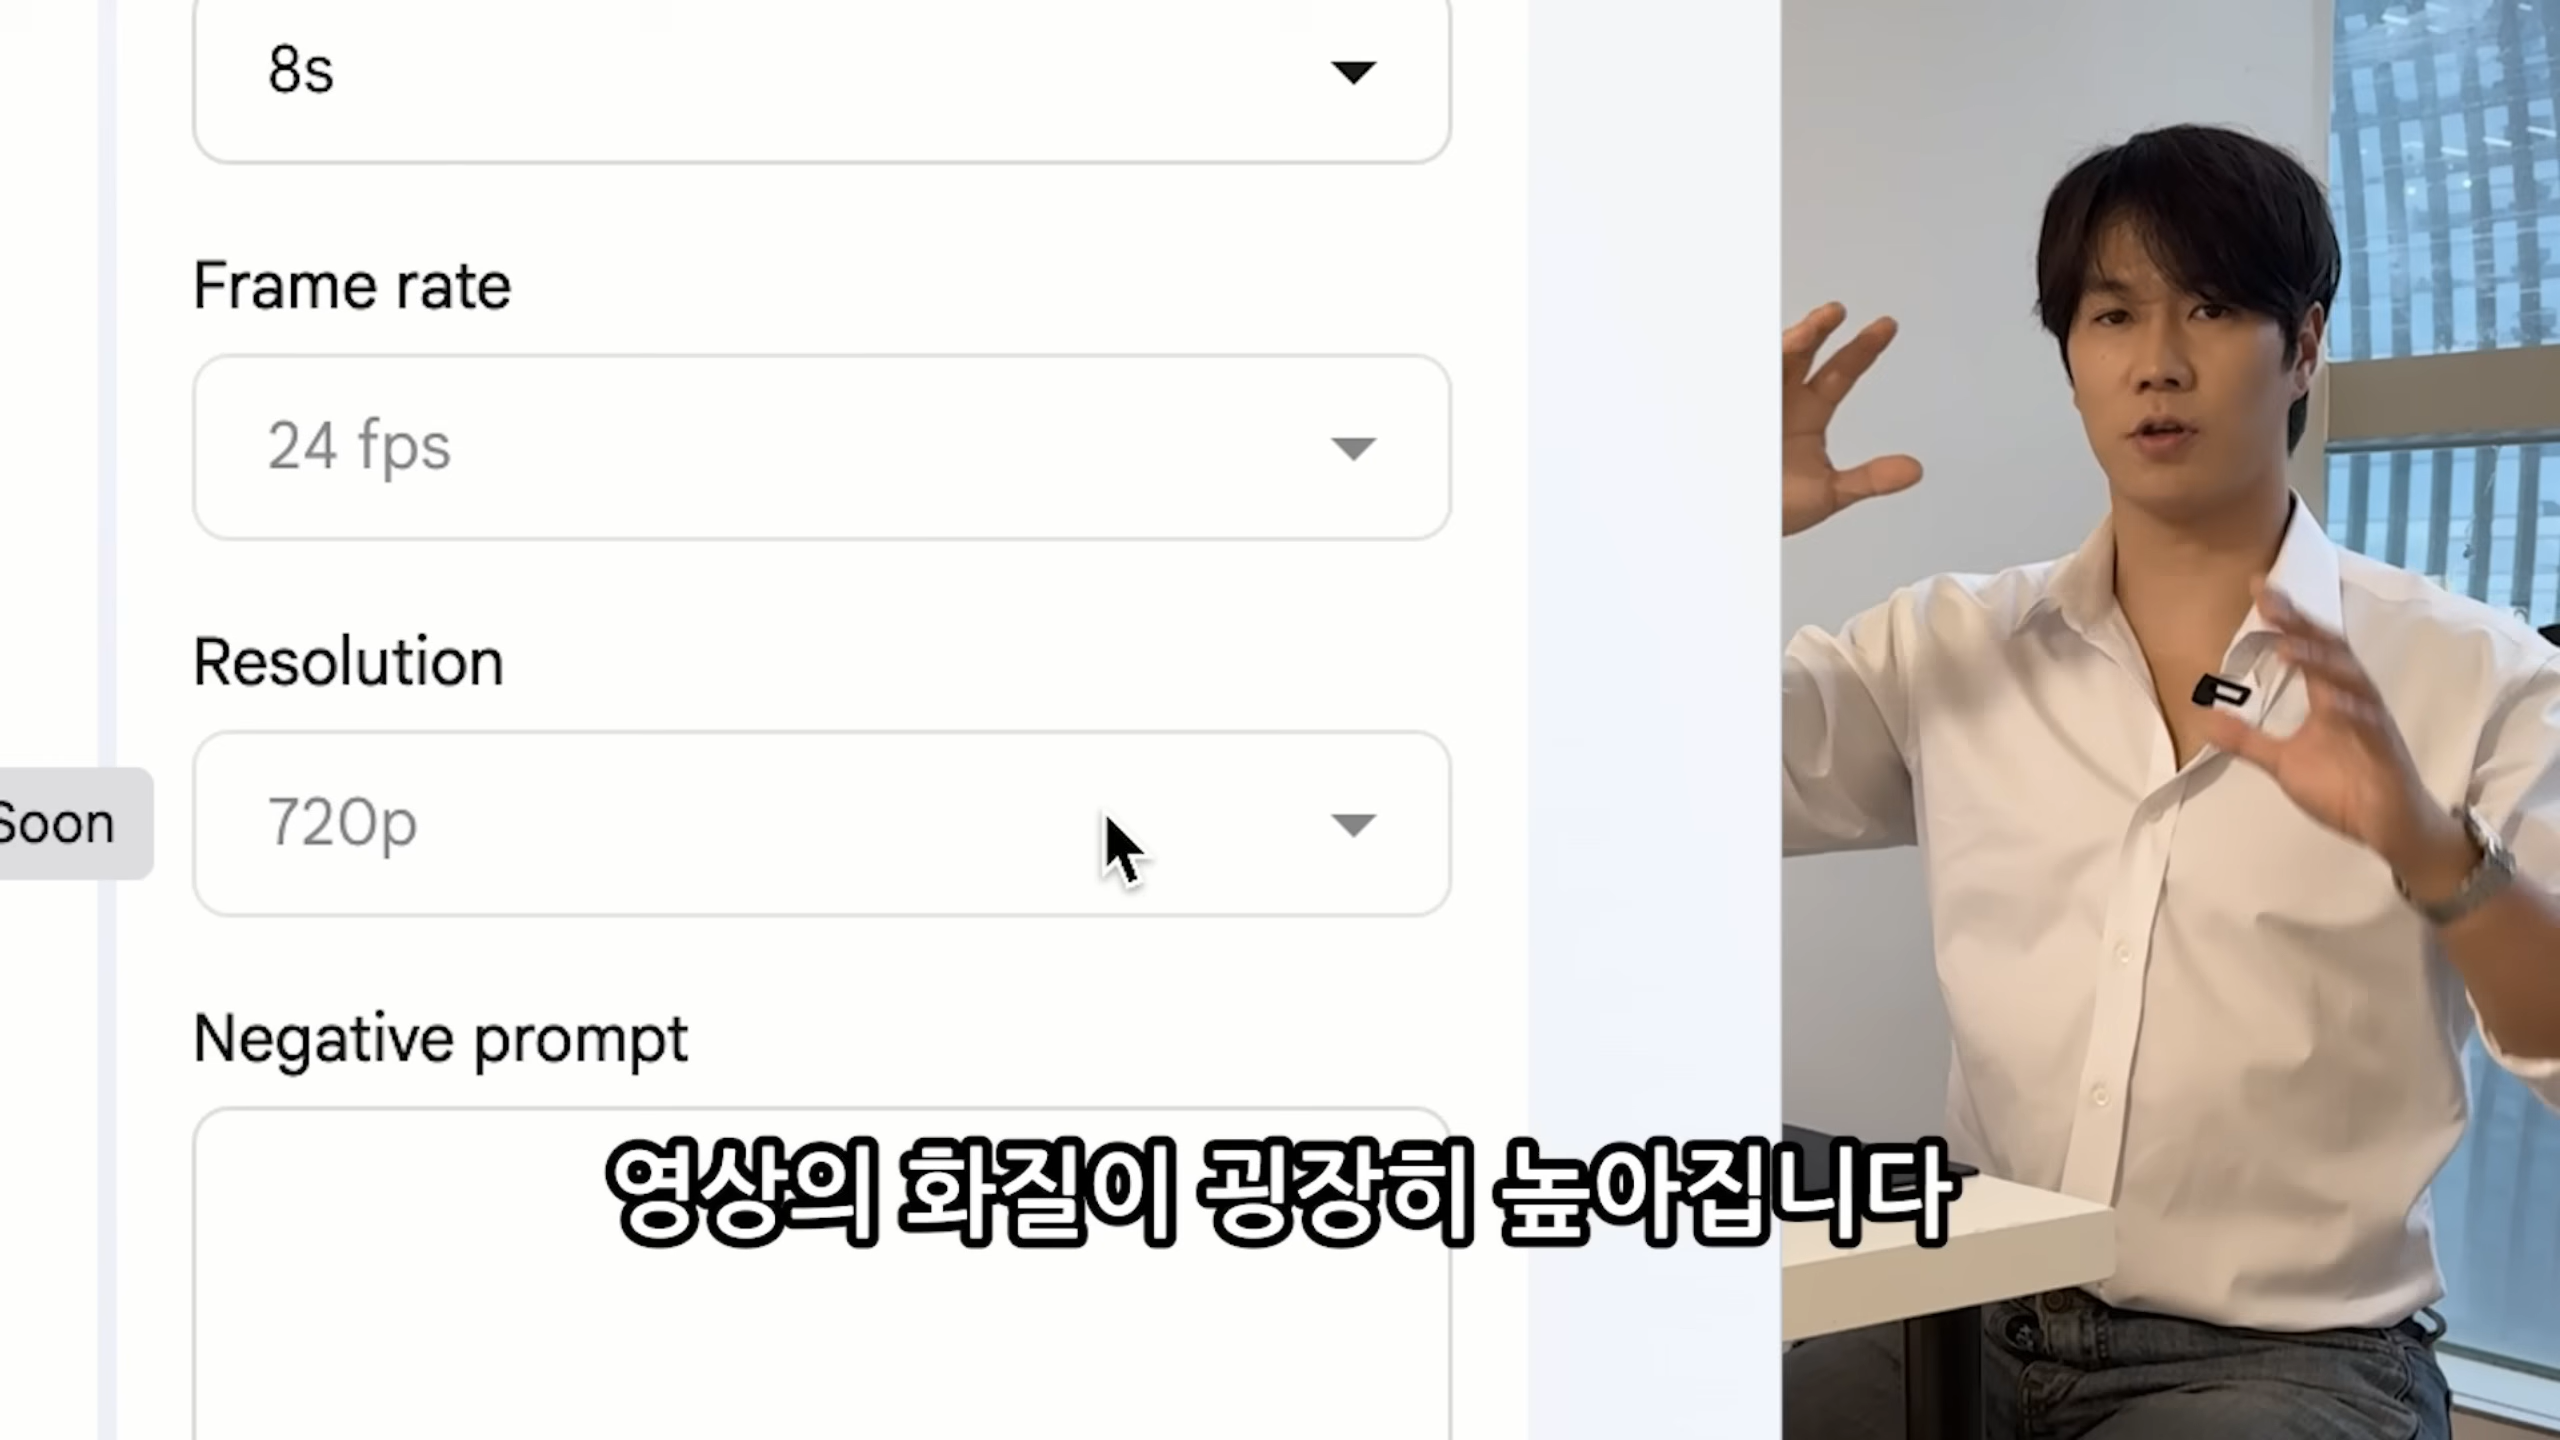 8s
Frame rate
24 fps
Resolution
Soon
720p
Negative prompt
영상의 화질이 굉장히 높아집니다